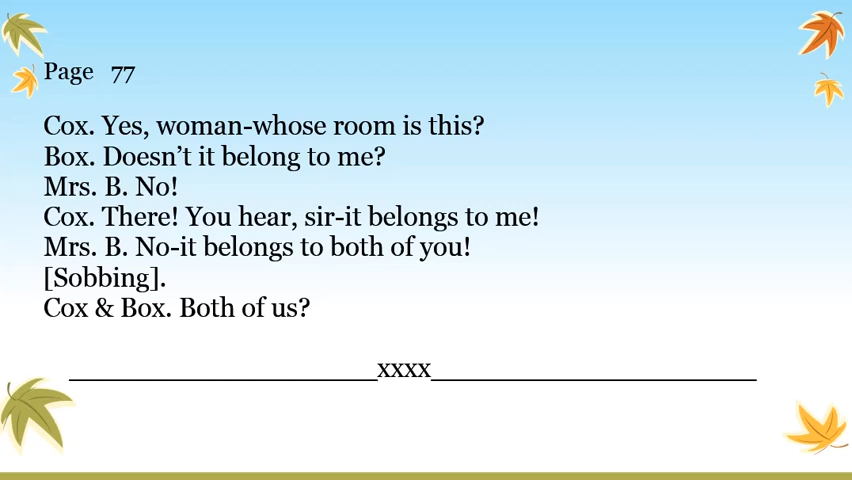 Page 77
Cox. Yes, woman-whose room is this?
Box. Doesn’t it belong to me?
Mrs. B. No!
Cox. There! You hear, sir-it belongs to me!
Mrs. B. No-it belongs to both of you!
[Sobbing].
Cox & Box. Both of us?
______________________xxxx_______________________